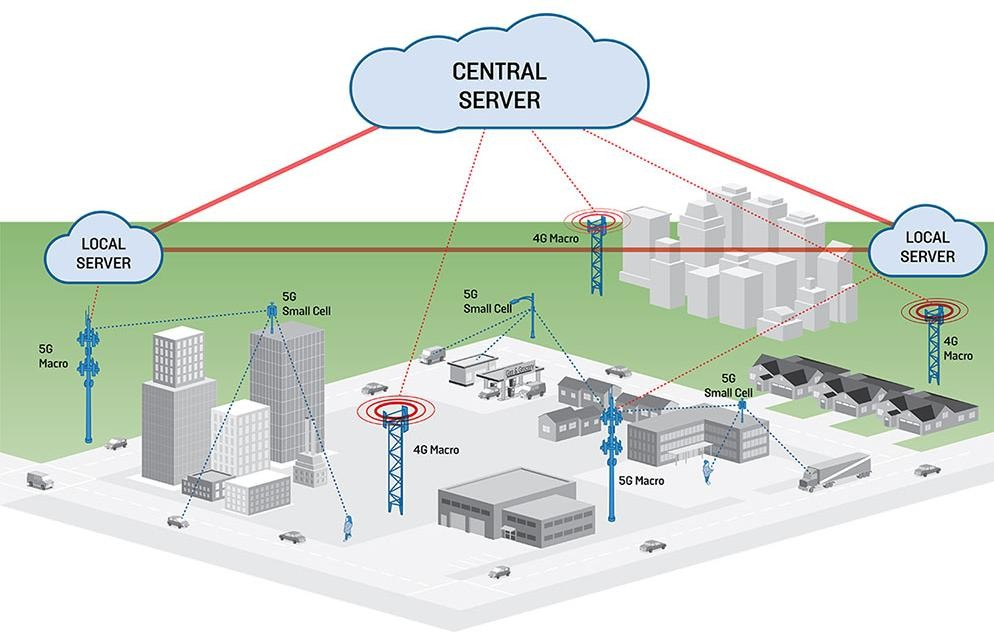 CENTRAL
SERVER
LOCAL
SERVER
LOCAL
SERVER
4G Macro
5G
Small Cell
5G
Small Cell
5G
Macro
4G
Macro
5G
Small Cell
4G Macro
5G Macro